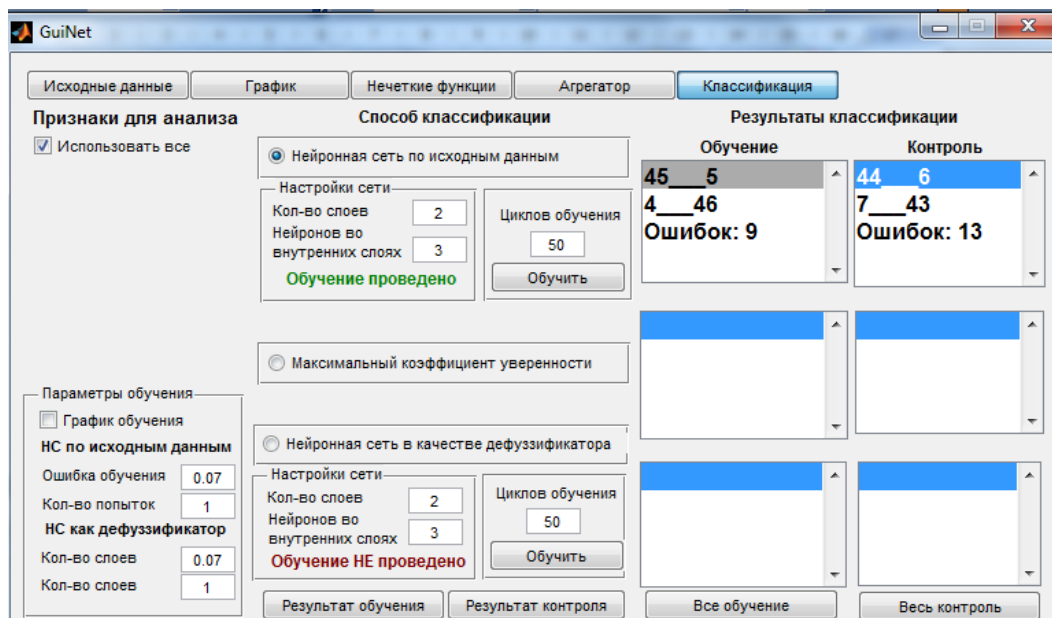 GuiNet
Исходные данные
График
Нечеткие функции
Агрегатор
Классификация
Признаки для анализа
Использовать все
Способ классификации
Нейронная сеть по исходным данным
Настройки сети
Кол-во слоев 2
Нейронов во
внутренних слоях 3
Обучение проведено
Циклов обучения
50
Обучить
Максимальный коэффициент уверенности
Нейронная сеть в качестве дефуззификатора
Настройки сети
Кол-во слоев 2
Нейронов во
внутренних слоях 3
Обучение НЕ проведено
Циклов обучения
50
Обучить
Результат обучения
Результат контроля
Параметры обучения
График обучения
НС по исходным данным
Ошибка обучения 0.07
Кол-во попыток 1
НС как дефуззификатор
Кол-во слоев 0.07
Кол-во слоев 1
Результаты классификации
Обучение
45___5
4___46
Ошибок: 9
Контроль
44___6
7___43
Ошибок: 13
Все обучение
Весь контроль